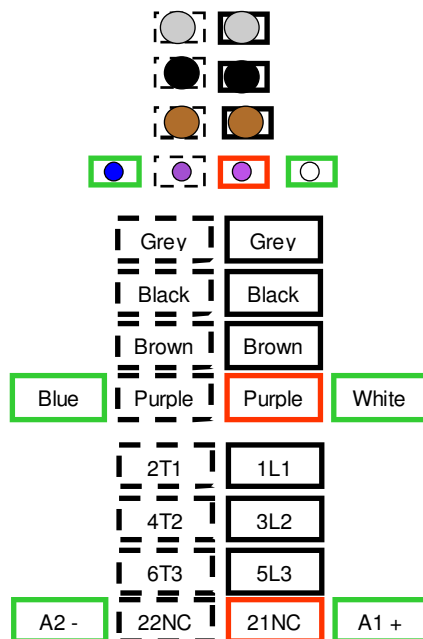 Grey Grey
Black Black
Brown Brown
Blue Purple Purple White
2T1 1L1
4T2 3L2
6T3 5L3
A2 - 22NC 21NC A1 +